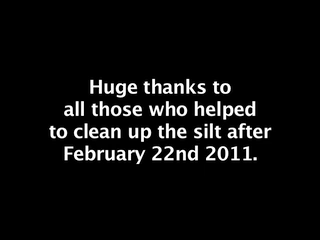 Huge thanks to
all those who helped
to clean up the silt after
February 22nd 2011.